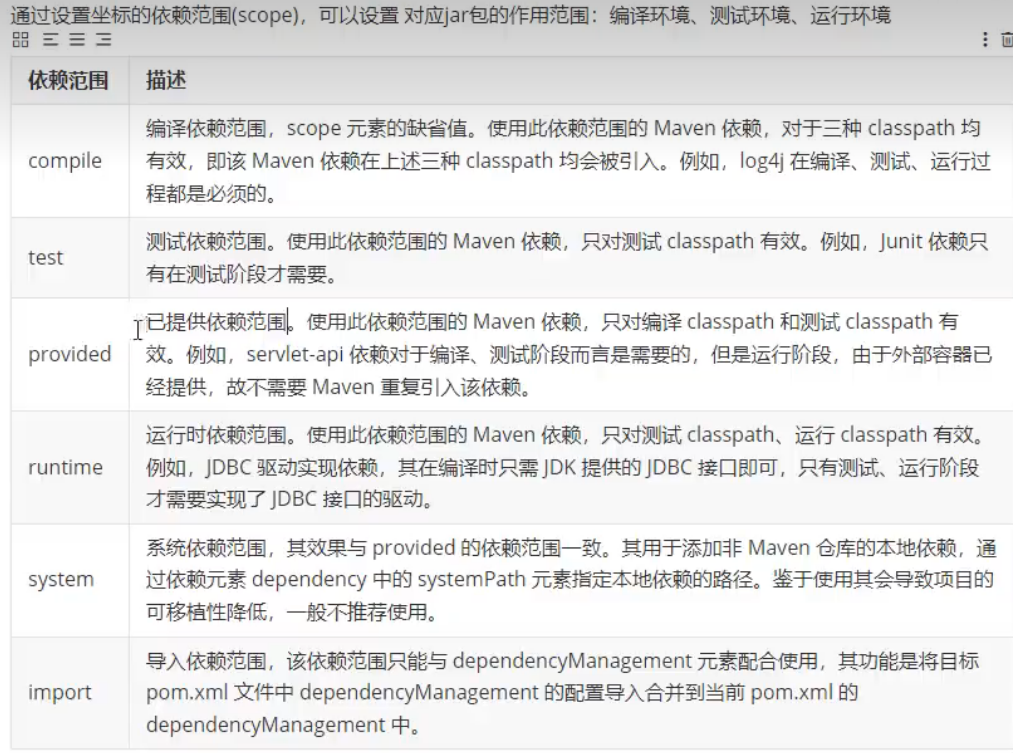 通过设置坐标的依赖范围(scope)，可以设置 对应jar包的作用范围：编译环境、测试环境、运行环境
依赖范围 描述
编译依赖范围，scope 元素的缺省值。使用此依赖范围的 Maven 依赖，对于三种 classpath 均
compile
有效，即该 Maven 依赖在上述三种 classpath 均会被引入。例如，log4j 在编译、测试、运行过
程都是必须的。
测试依赖范围。使用此依赖范围的 Maven 依赖，只对测试 classpath 有效。例如，Junit 依赖只
test
有在测试阶段才需要。
已提供依赖范围。使用此依赖范围的 Maven 依赖，只对编译 classpath 和测试 classpath 有
provided
效。例如，servlet-api 依赖对于编译、测试阶段而言是需要的，但是运行阶段，由于外部容器已
经提供，故不需要 Maven 重复引入该依赖。
运行时依赖范围。使用此依赖范围的 Maven 依赖，只对测试 classpath、运行 classpath 有效。
runtime
例如，JDBC 驱动实现依赖，其在编译时只需 JDK 提供的 JDBC 接口即可，只有测试、运行阶段
才需要实现了 JDBC 接口的驱动。
系统依赖范围，其效果与 provided 的依赖范围一致。其用于添加非 Maven 仓库的本地依赖，通
system
过依赖元素 dependency 中的 systemPath 元素指定本地依赖的路径。鉴于使用其会导致项目的
可移植性降低，一般不推荐使用。
导入依赖范围，该依赖范围只能与 dependencyManagement 元素配合使用，其功能是将目标
import
pom.xml 文件中 dependencyManagement 的配置导入合并到当前 pom.xml 的
dependencyManagement 中。